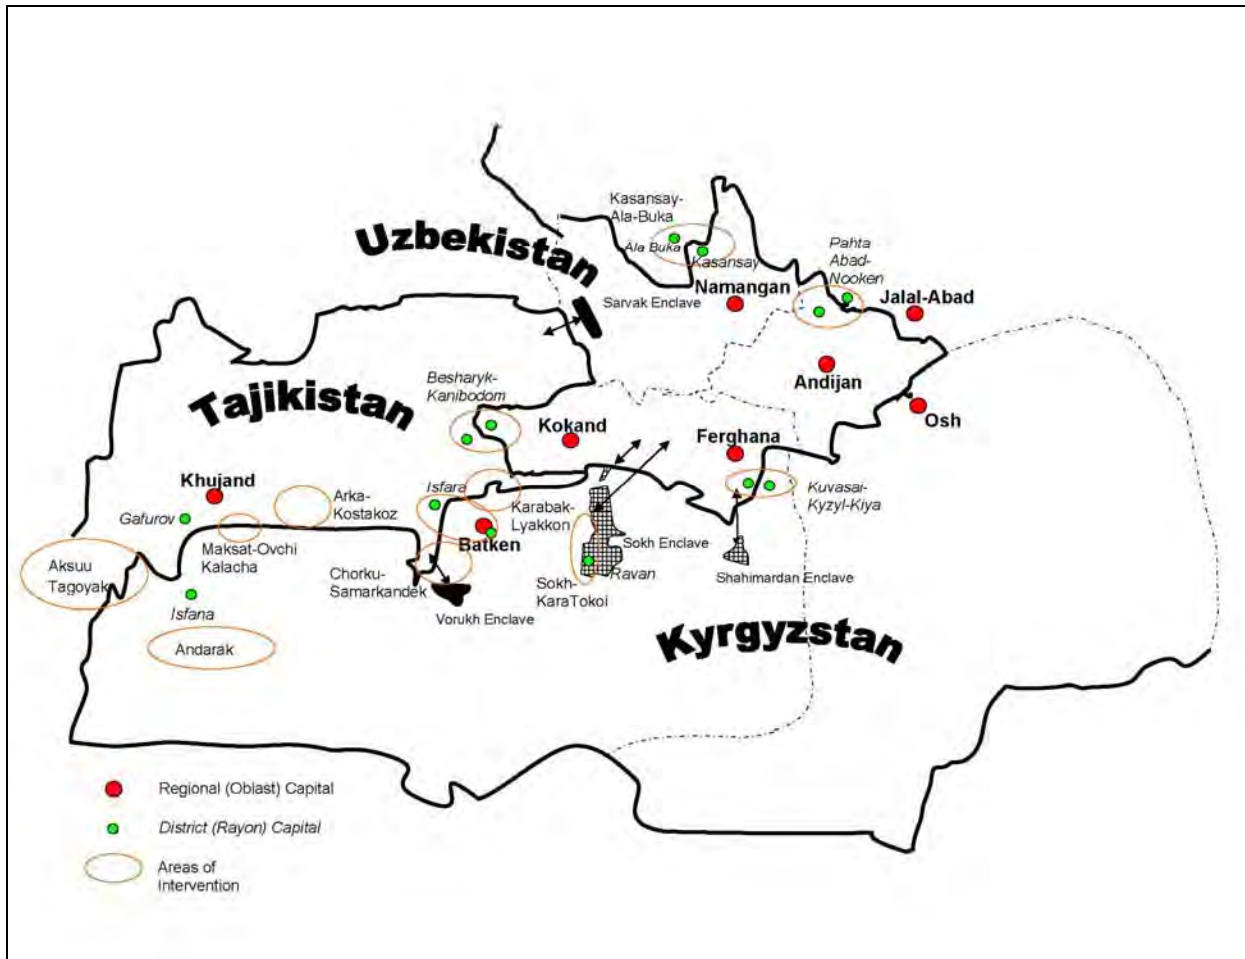 Kasansay-
Ala-Buka
Ala Buka
Kasansay
Uzbekistan
Pahta
Abad-
Nooken
Namangan
Jalal-Abad
Sarvak Enclave
Besharyk-
Kanibodom
Andijan
Tajikistan
Osh
Kokand
Ferghana
Khujand
Isfara
Arka-
Kostakoz
Kuvasai-
Kyzyl-Kiya
Gafurov
Karabak-
Lyakkon
Batken
Sokh Enclave
Maksat-Ovchi
Kalacha
Aksuu
Tagoyak
Chorku-
Samarkandek
Sokh-
KaraTokoi
Ravan
Shahimardan Enclave
Isfana
Vorukh Enclave
Andarak
Kyrgyzstan
Regional (Oblast) Capital
District (Rayon) Capital
Areas of
Intervention